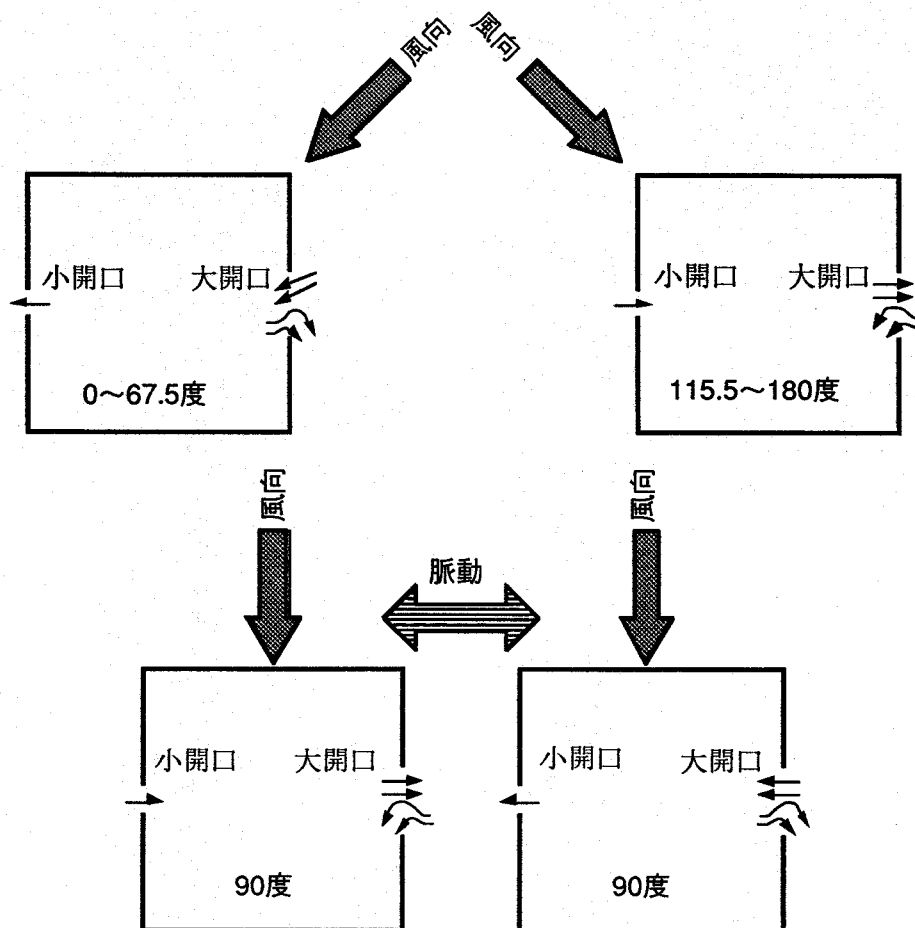 風向
風向
小開口
大開口
0～67.5度
小開口
大開口
115.5～180度
風向
風向
脈動
小開口
大開口
90度
小開口
大開口
90度